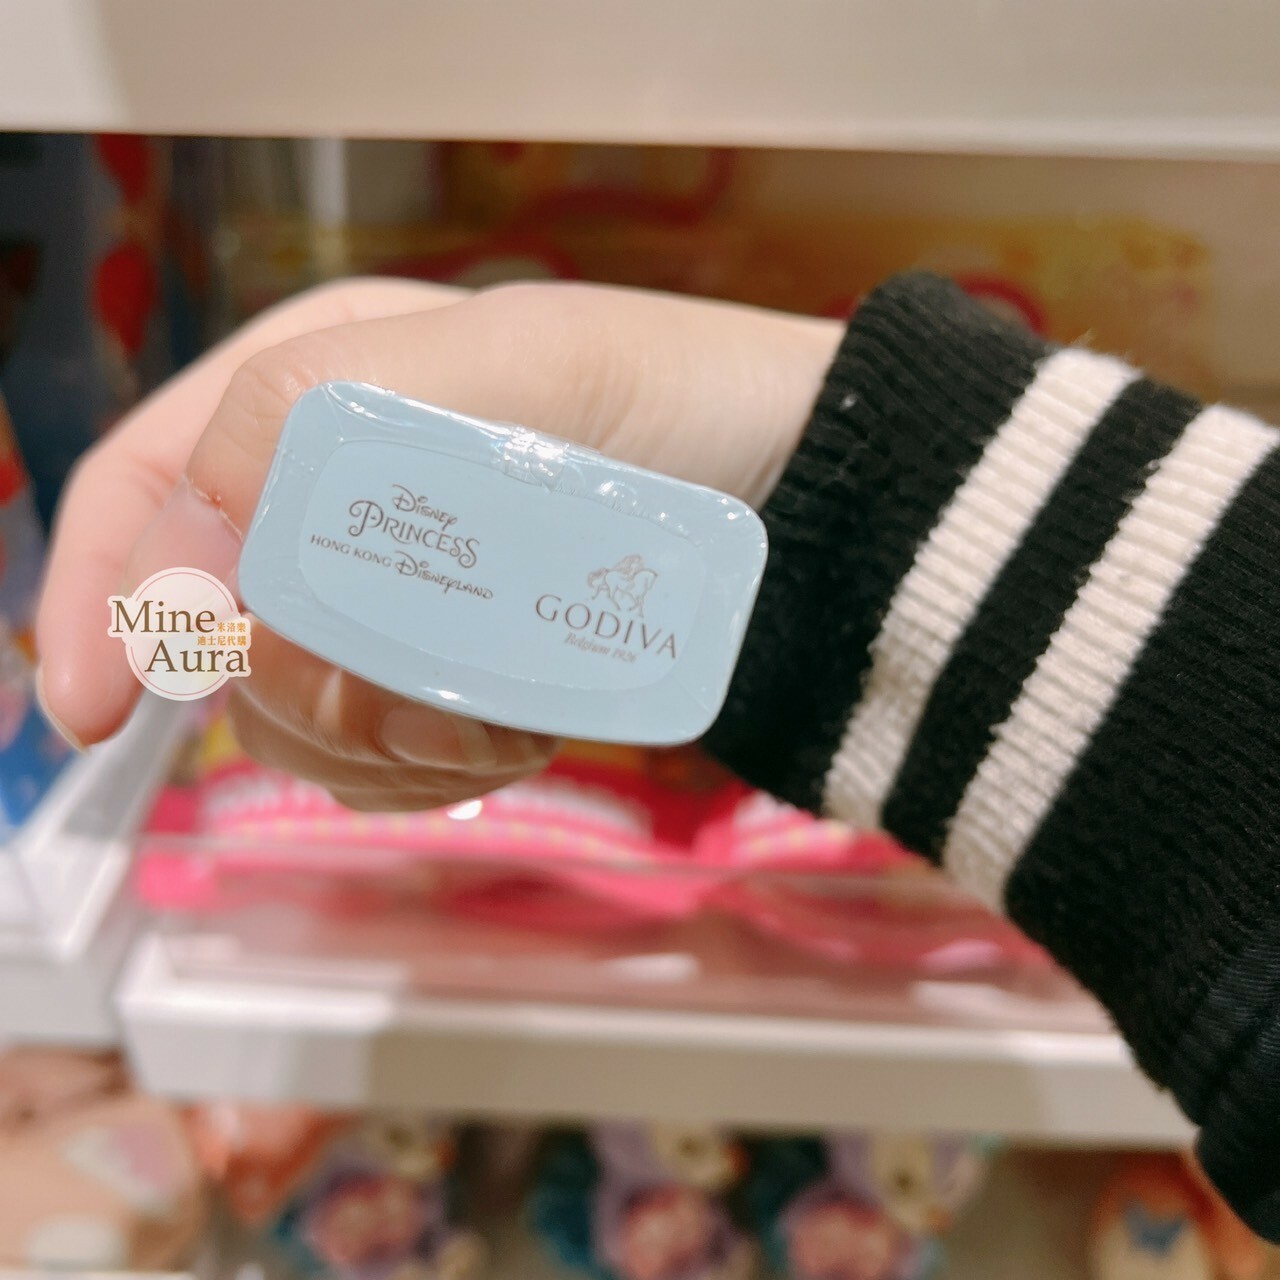 Disney
PRINCESS
HONG KONG Disneyland
GODIVA
Belgium 1926
Mine
米洛樂
迪士尼代購
Aura